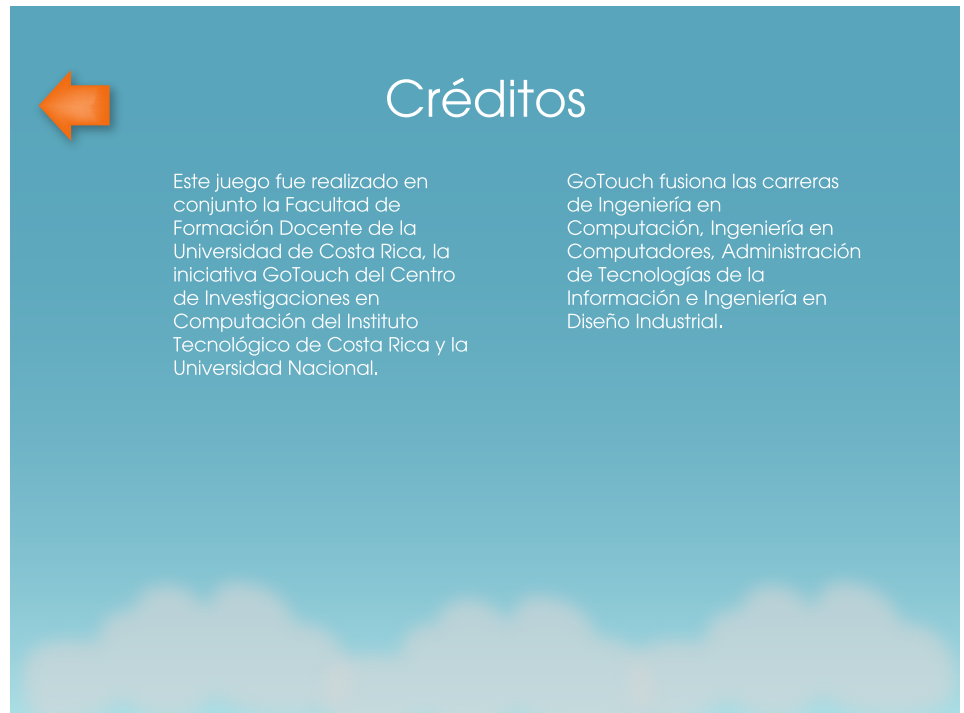 Créditos
Este juego fue realizado en
conjunto la Facultad de
Formación Docente de la
Universidad de Costa Rica, la
iniciativa GoTouch del Centro
de Investigaciones en
Computación del Instituto
Tecnológico de Costa Rica y la
Universidad Nacional.
GoTouch fusiona las carreras
de Ingeniería en
Computación, Ingeniería en
Computadores, Administración
de Tecnologías de la
Información e Ingeniería en
Diseño Industrial.